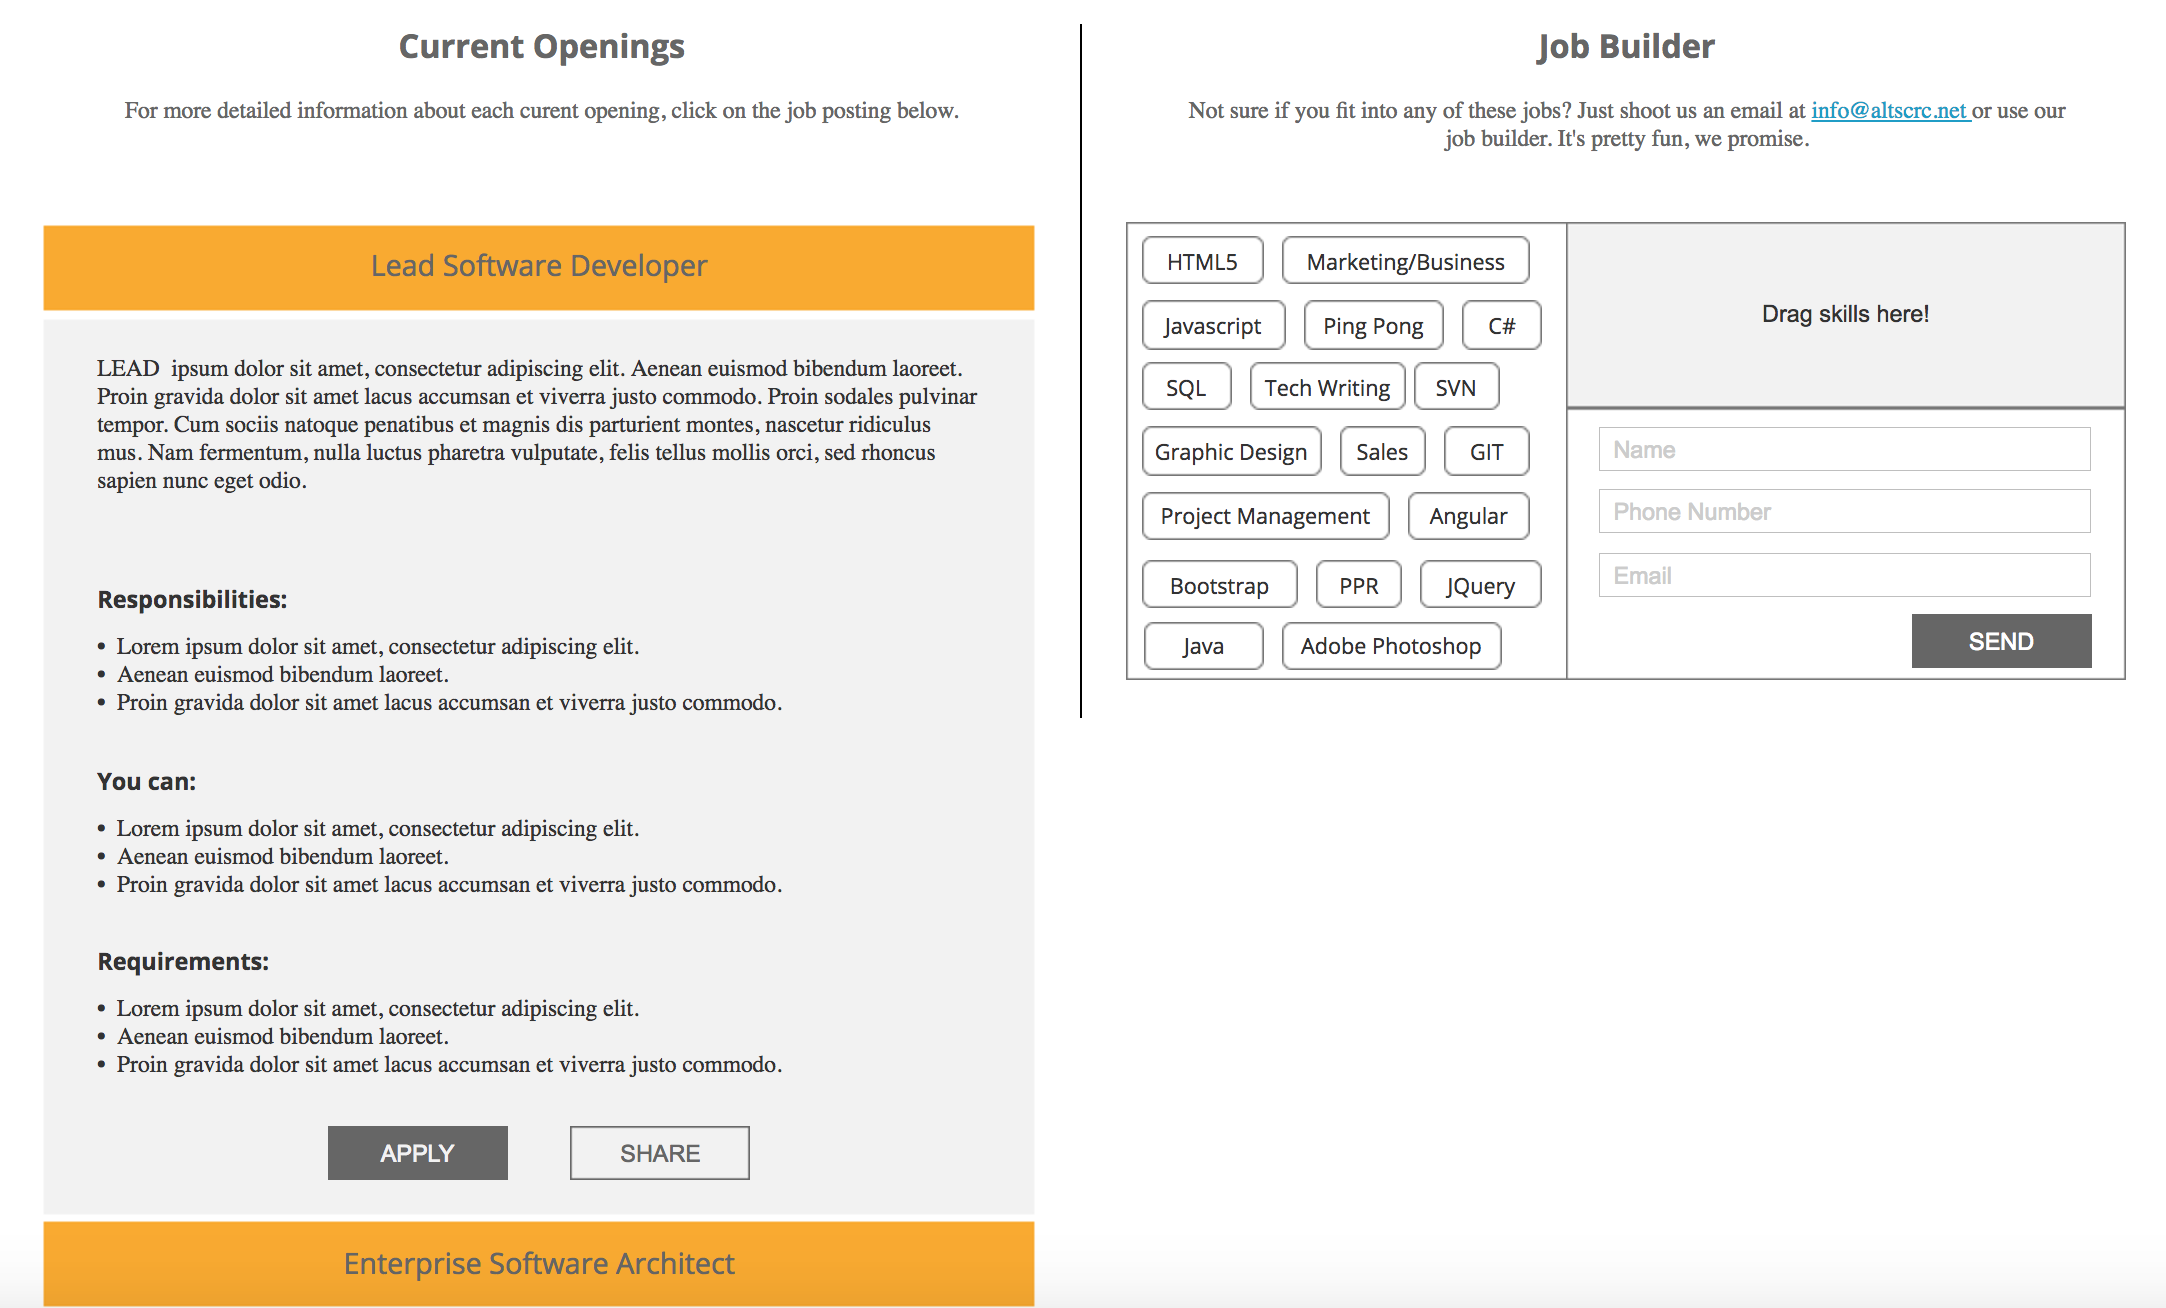 Current Openings
For more detailed information about each curent opening, click on the job posting below.
Lead Software Developer
LEAD ipsum dolor sit amet, consectetur adipiscing elit. Aenean euismod bibendum laoreet.
Proin gravida dolor sit amet lacus accumsan et viverra justo commodo. Proin sodales pulvinar
tempor. Cum sociis natoque penatibus et magnis dis parturient montes, nascetur ridiculus
mus. Nam fermentum, nulla luctus pharetra vulputate, felis tellus mollis orci, sed rhoncus
sapien nunc eget odio.
Responsibilities:
• Lorem ipsum dolor sit amet, consectetur adipiscing elit.
• Aenean euismod bibendum laoreet.
• Proin gravida dolor sit amet lacus accumsan et viverra justo commodo.
You can:
• Lorem ipsum dolor sit amet, consectetur adipiscing elit.
• Aenean euismod bibendum laoreet.
• Proin gravida dolor sit amet lacus accumsan et viverra justo commodo.
Requirements:
• Lorem ipsum dolor sit amet, consectetur adipiscing elit.
• Aenean euismod bibendum laoreet.
• Proin gravida dolor sit amet lacus accumsan et viverra justo commodo.
APPLY SHARE
Enterprise Software Architect
Job Builder
Not sure if you fit into any of these jobs? Just shoot us an email at info@altscrc.net or use our
job builder. It's pretty fun, we promise.
HTML5 Marketing/Business
Javascript Ping Pong C#
SQL Tech Writing SVN
Graphic Design Sales GIT
Project Management Angular
Bootstrap PPR JQuery
Java Adobe Photoshop
Drag skills here!
Name
Phone Number
Email
SEND